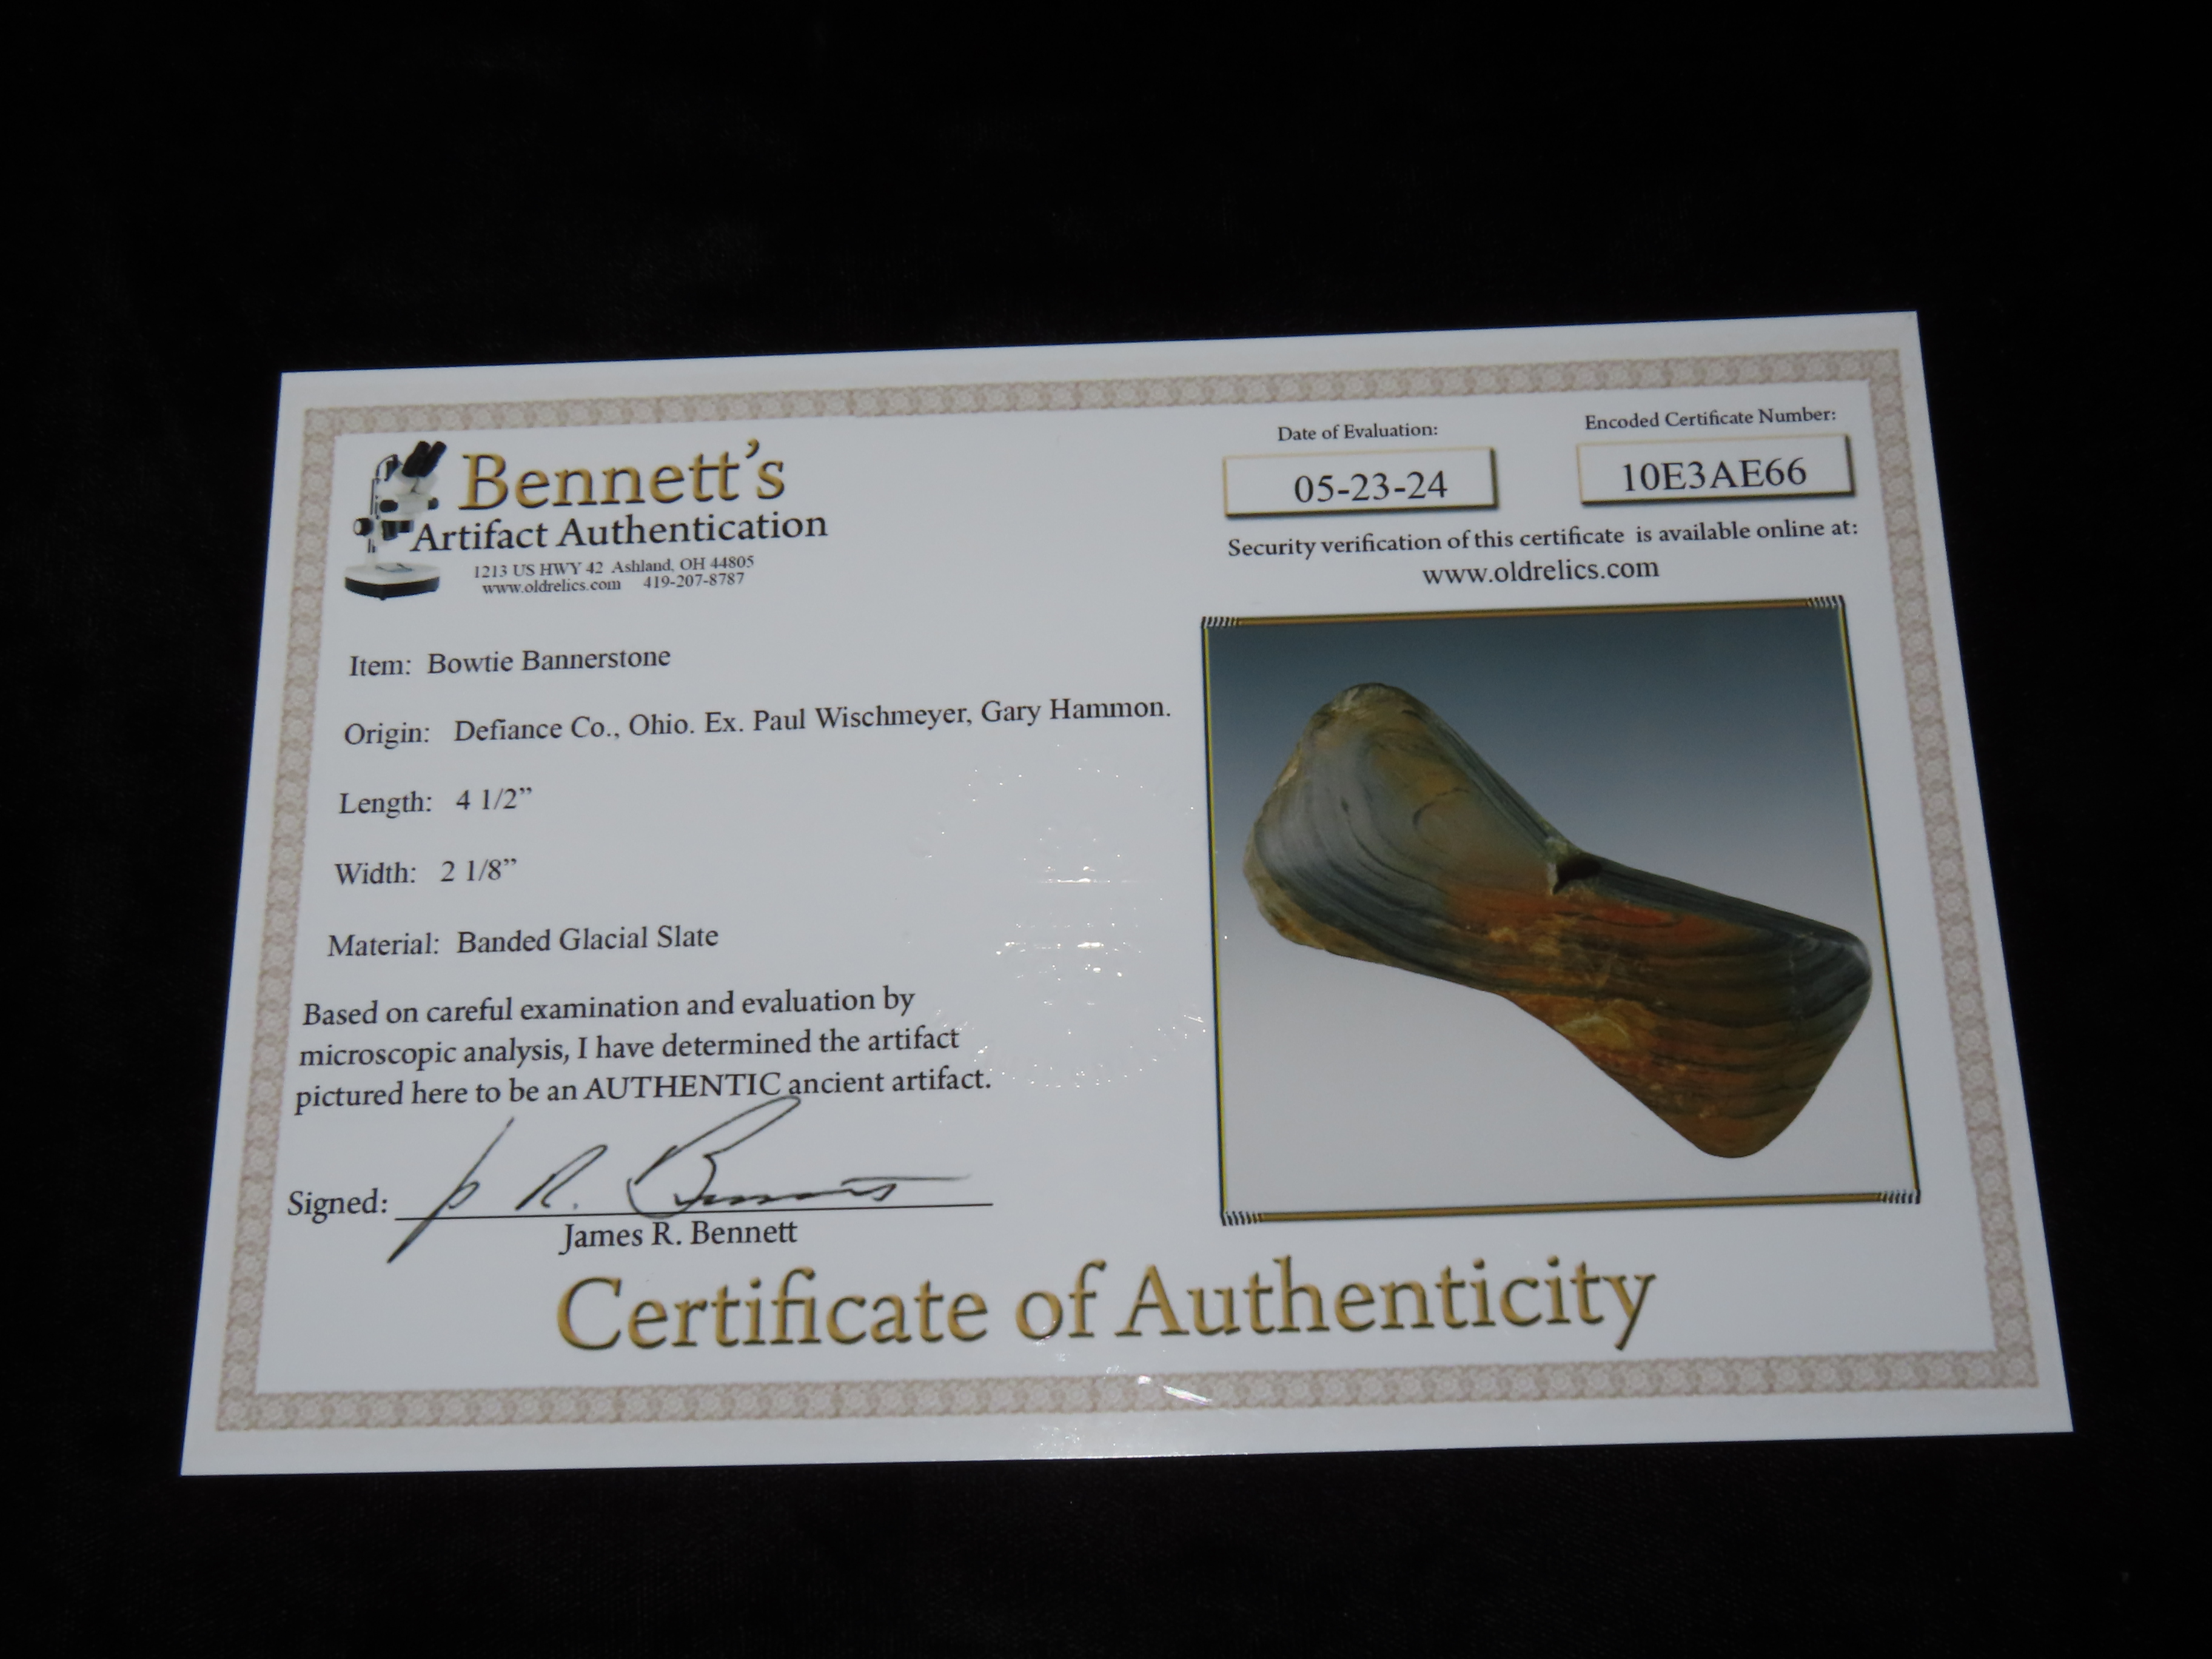 Bennett's
Artifact Authentication
1213 US HWY 42 Ashland, OH 44805
www.oldrelics.com 419-207-8787
Date of Evaluation:
05-23-24
Encoded Certificate Number:
10E3AE66
Security verification of this certificate is available online at:
www.oldrelics.com
Item: Bowtie Bannerstone
Origin: Defiance Co., Ohio. Ex. Paul Wischmeyer, Gary Hammon.
Length: 4 1/2”
Width: 2 1/8”
Material: Banded Glacial Slate
Based on careful examination and evaluation by
microscopic analysis, I have determined the artifact
pictured here to be an AUTHENTIC ancient artifact.
Signed: J. R. Bennett
James R. Bennett
Certificate of Authenticity